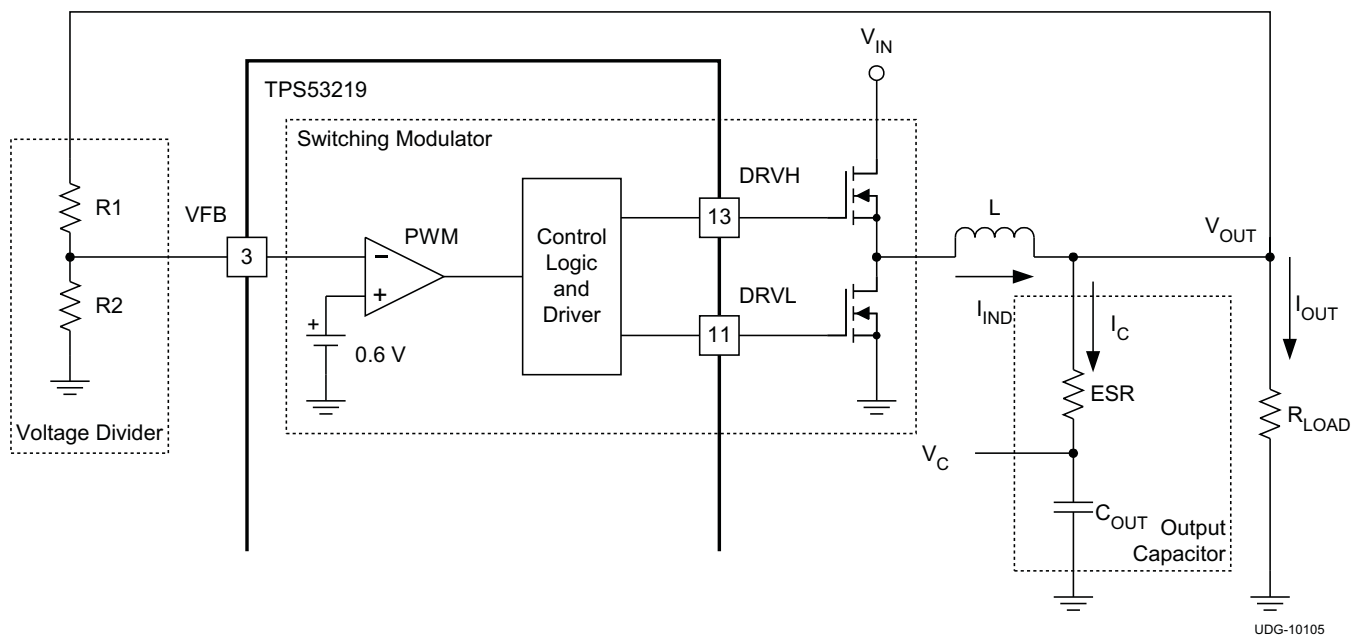 V_IN
TPS53219
Switching Modulator
DRVH
R1
VFB
13
L
V_OUT
PWM
Control
Logic
and
Driver
3
−
+
R2
DRVL
I_IND
I_C
I_OUT
+
0.6 V
11
ESR
R_LOAD
Voltage Divider
V_C
C_OUT
Output
Capacitor
UDG-10105